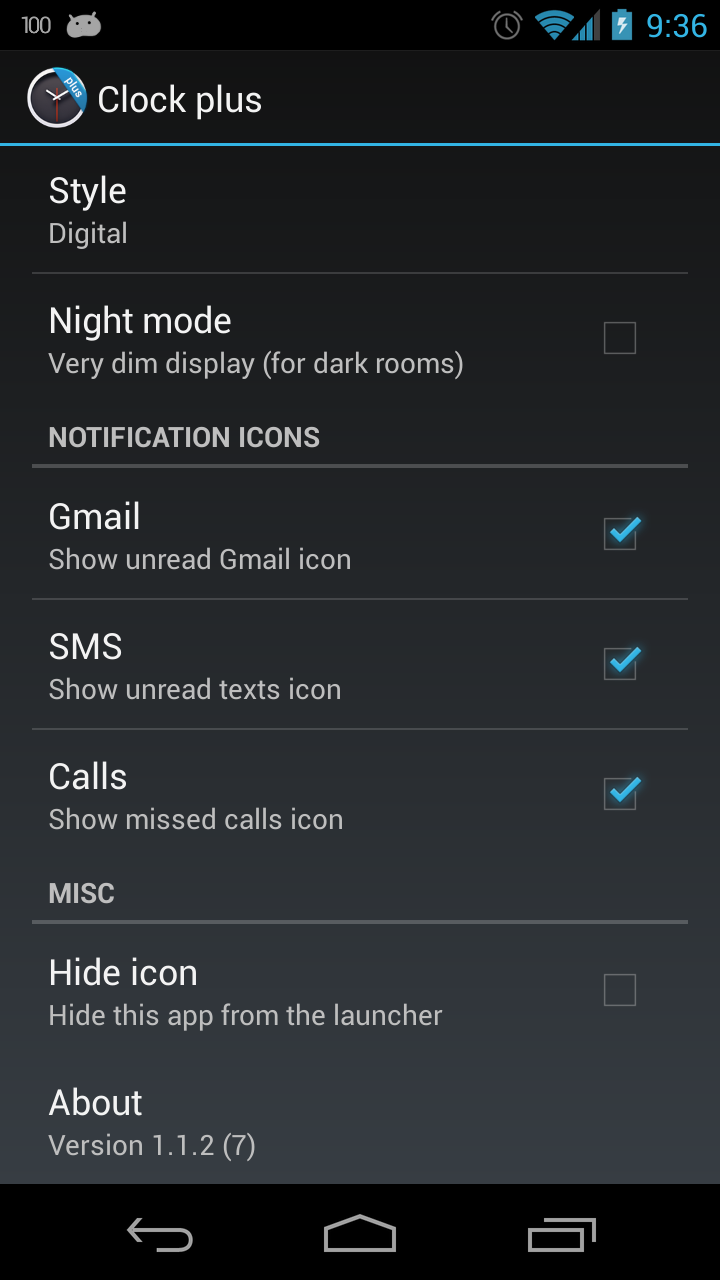 100 9:36
plus Clock plus
Style
Digital
Night mode
Very dim display (for dark rooms)
NOTIFICATION ICONS
Gmail
Show unread Gmail icon
SMS
Show unread texts icon
Calls
Show missed calls icon
MISC
Hide icon
Hide this app from the launcher
About
Version 1.1.2 (7)